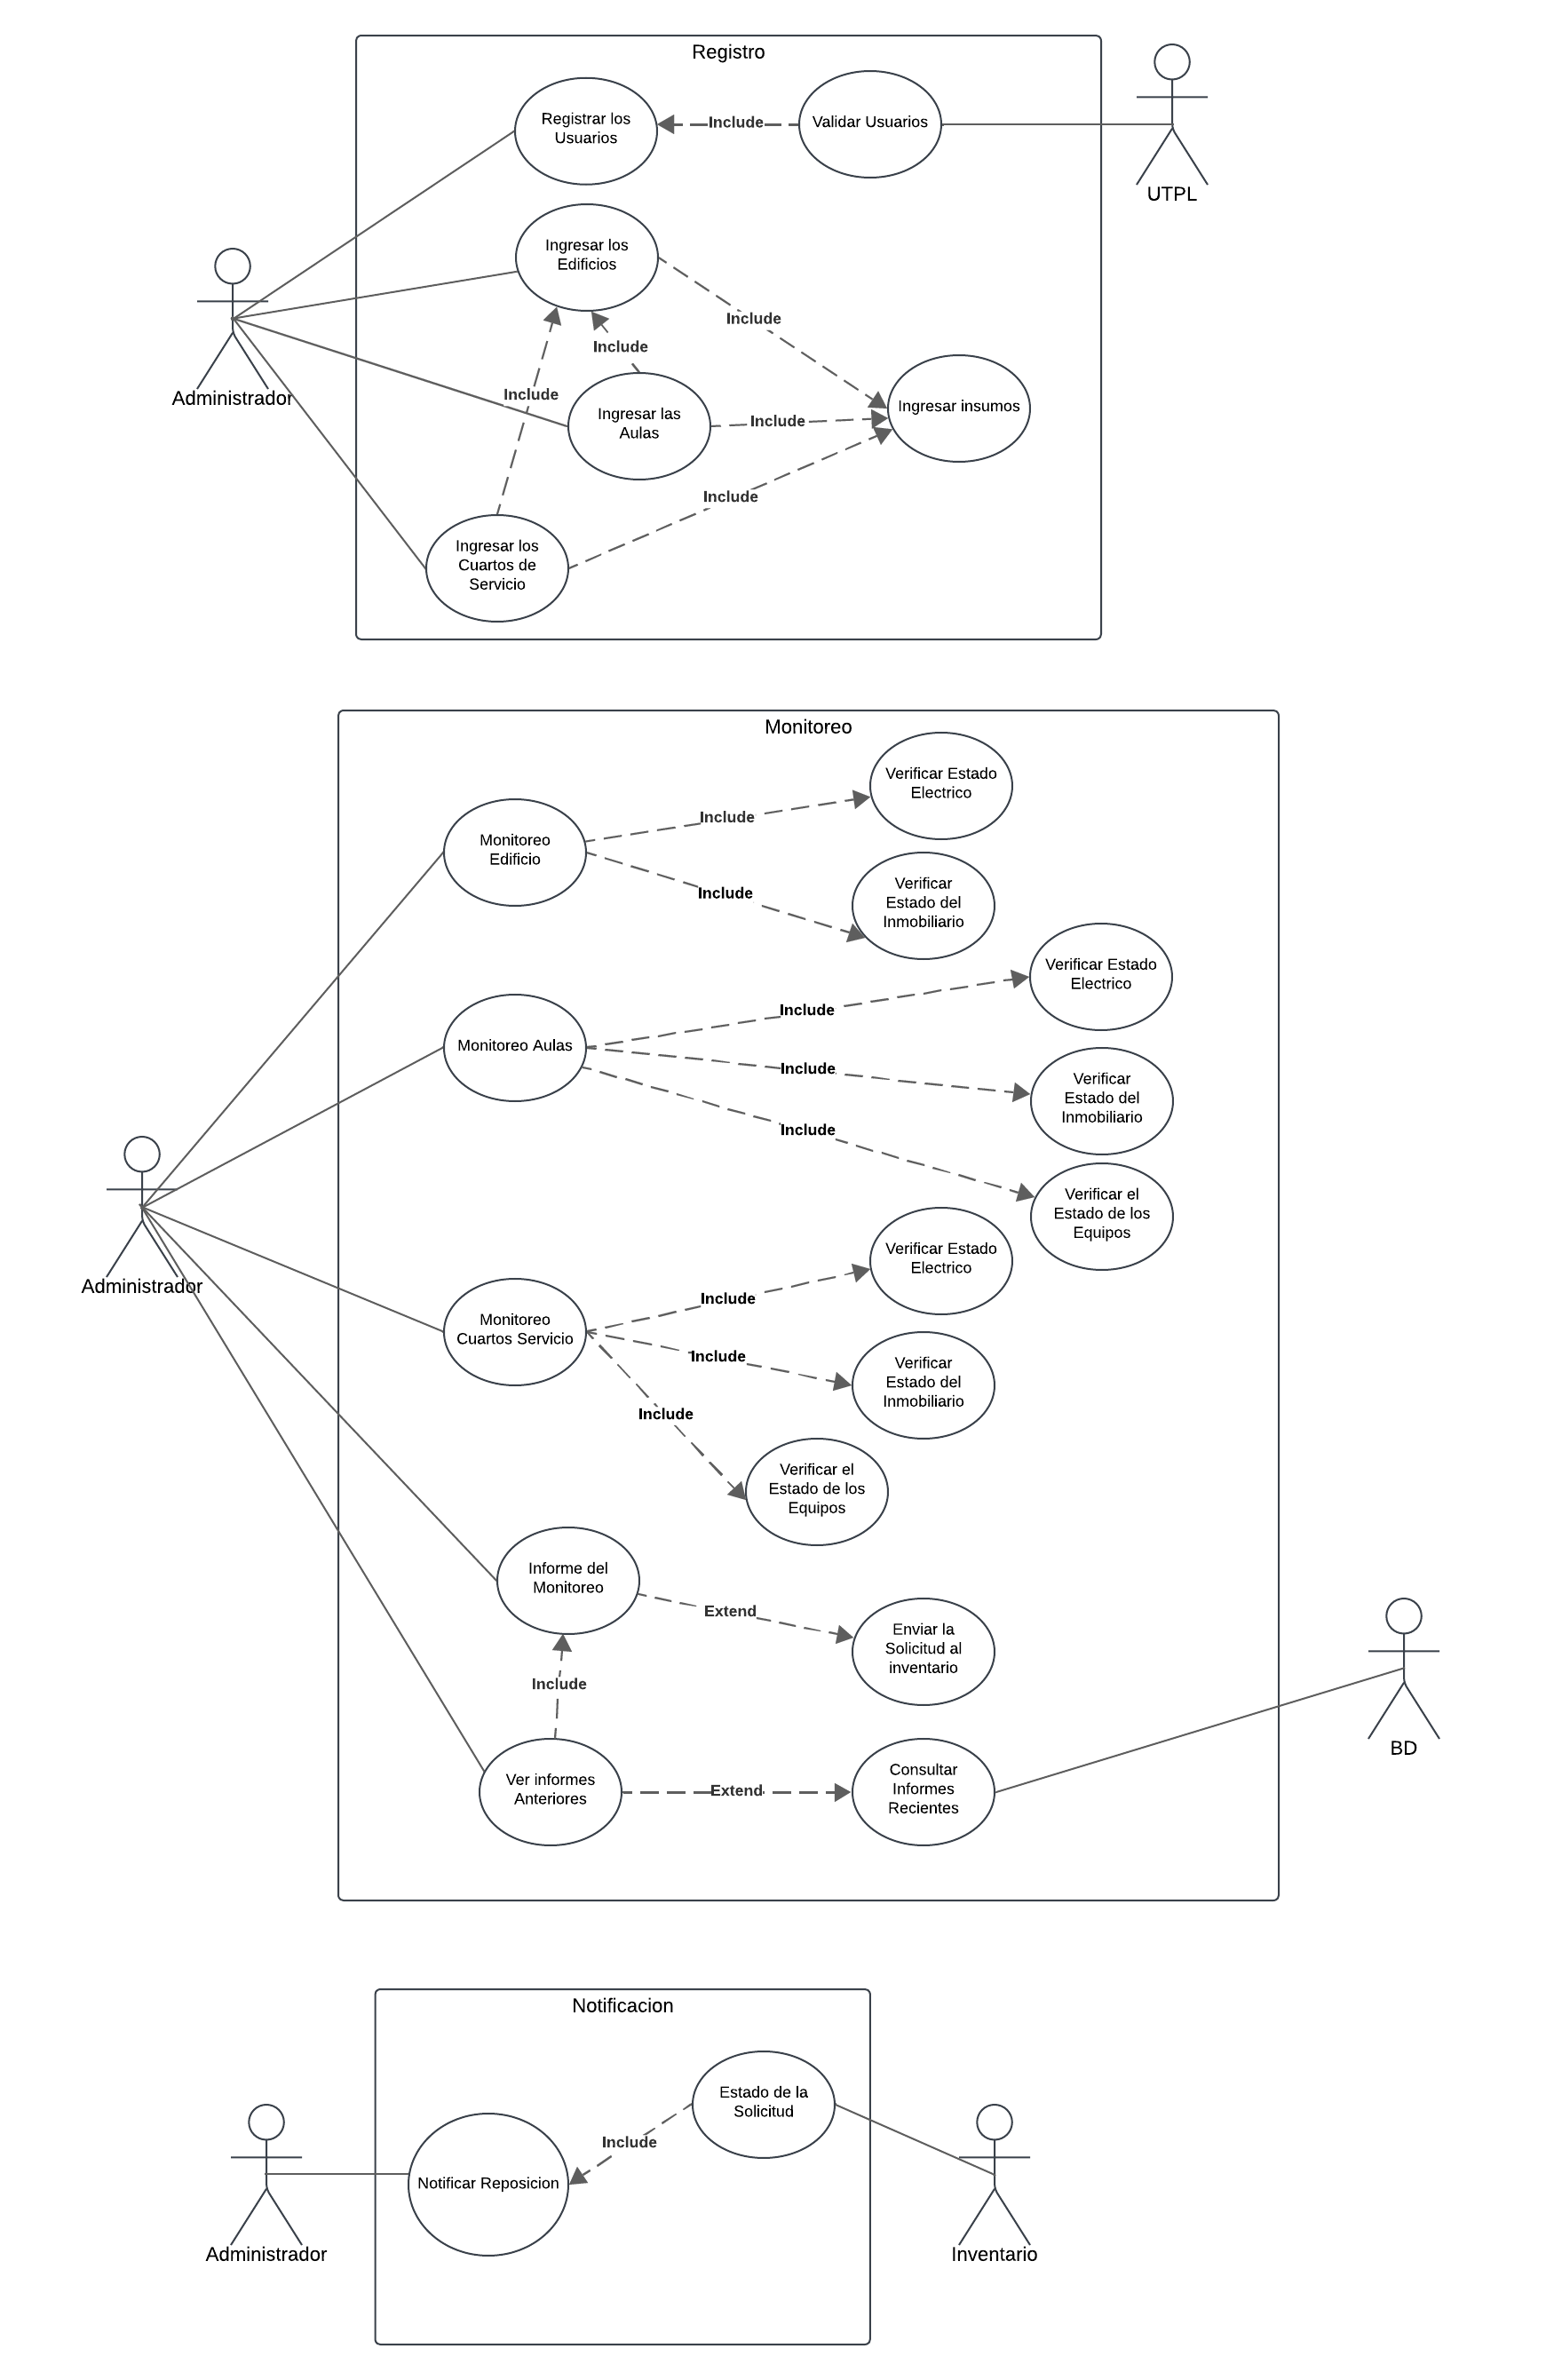 Registro
Registrar los
Usuarios
Include
Validar Usuarios
UTPL
Ingresar los
Edificios
Include
Include
Administrador
Include
Ingresar las
Aulas
Include
Ingresar insumos
Include
Ingresar los
Cuartos de
Servicio
Monitoreo
Verificar Estado
Electrico
Include
Monitoreo
Edificio
Include
Verificar
Estado del
Inmobiliario
Verificar Estado
Electrico
Include
Monitoreo Aulas
Include
Verificar
Estado del
Inmobiliario
Include
Verificar el
Estado de los
Equipos
Administrador
Verificar Estado
Electrico
Include
Monitoreo
Cuartos Servicio
Include
Verificar
Estado del
Inmobiliario
Include
Verificar el
Estado de los
Equipos
Informe del
Monitoreo
Extend
Enviar la
Solicitud al
inventario
Include
BD
Ver informes
Anteriores
Extend
Consultar
Informes
Recientes
Notificacion
Estado de la
Solicitud
Include
Notificar Reposicion
Administrador
Inventario